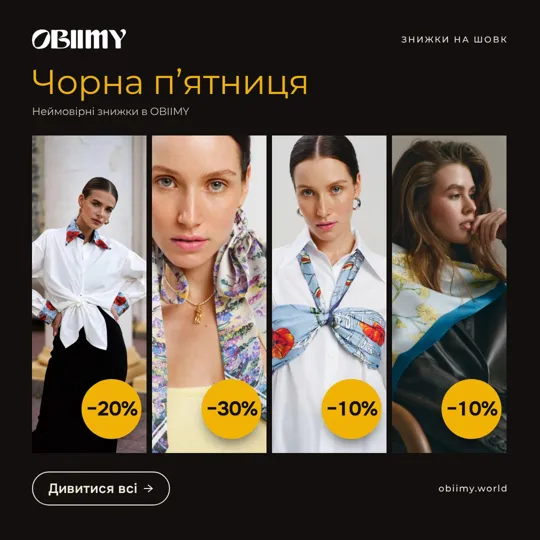 OBIIMY
ЗНИЖКИ НА ШОВК
Чорна п’ятниця
Неймовірні знижки в OBIIMY
-20%
-30%
-10%
-10%
Дивитися всі →
obiimy.world